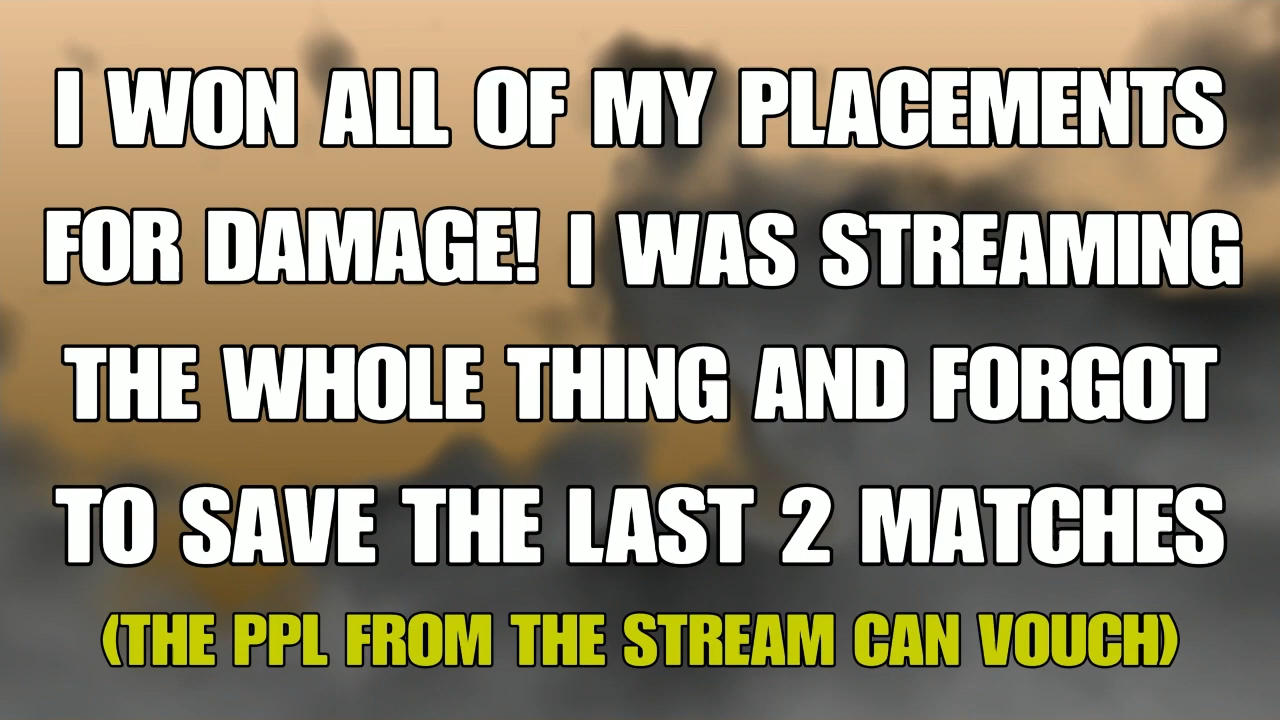 I WON ALL OF MY PLACEMENTS
FOR DAMAGE! I WAS STREAMING
THE WHOLE THING AND FORGOT
TO SAVE THE LAST 2 MATCHES
(THE PPL FROM THE STREAM CAN VOUCH)